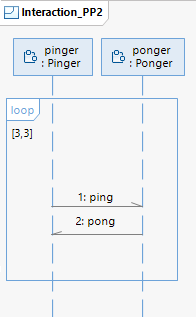 Interaction_PP2
pinger
: Pinger
ponger
: Ponger
loop
[3,3]
1: ping
2: pong